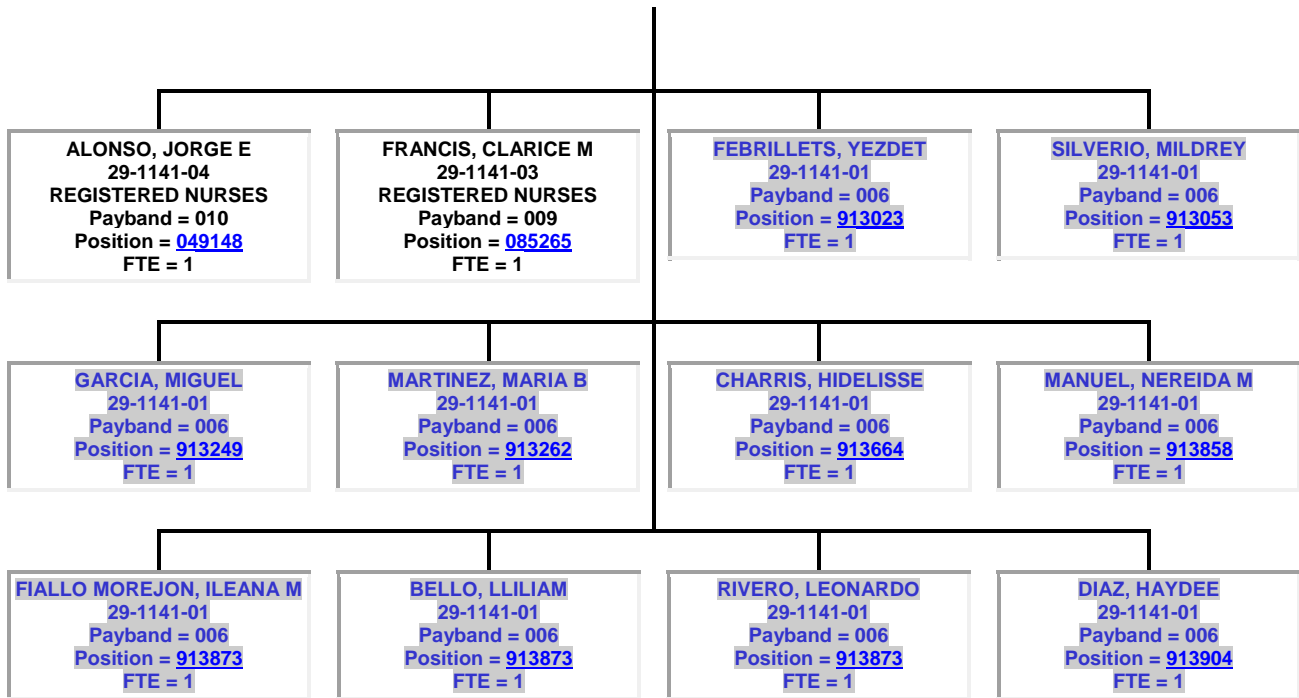 ALONSO, JORGE E
29-1141-04
REGISTERED NURSES
Payband = 010
Position = 049148
FTE = 1
FRANCIS, CLARICE M
29-1141-03
REGISTERED NURSES
Payband = 009
Position = 085265
FTE = 1
FEBRILLETS, YEZDET
29-1141-01
Payband = 006
Position = 913023
FTE = 1
SILVERIO, MILDREY
29-1141-01
Payband = 006
Position = 913053
FTE = 1
GARCIA, MIGUEL
29-1141-01
Payband = 006
Position = 913249
FTE = 1
MARTINEZ, MARIA B
29-1141-01
Payband = 006
Position = 913262
FTE = 1
CHARRIS, HIDELISSE
29-1141-01
Payband = 006
Position = 913664
FTE = 1
MANUEL, NEREIDA M
29-1141-01
Payband = 006
Position = 913858
FTE = 1
FIALLO MOREJON, ILEANA M
29-1141-01
Payband = 006
Position = 913873
FTE = 1
BELLO, LLILIAM
29-1141-01
Payband = 006
Position = 913873
FTE = 1
RIVERO, LEONARDO
29-1141-01
Payband = 006
Position = 913873
FTE = 1
DIAZ, HAYDEE
29-1141-01
Payband = 006
Position = 913904
FTE = 1